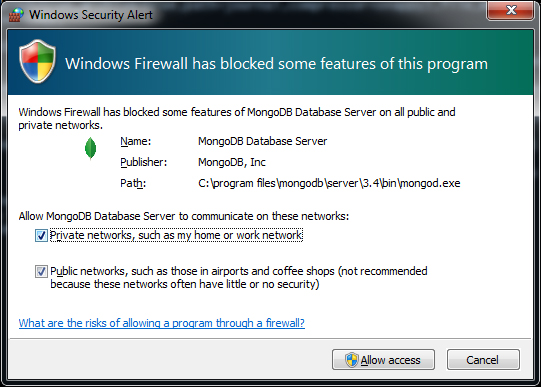 Windows Security Alert
Windows Firewall has blocked some features of this program
Windows Firewall has blocked some features of MongoDB Database Server on all public and
private networks.
Name: MongoDB Database Server
Publisher: MongoDB, Inc
Path: C:\program files\mongodb\server\3.4\bin\mongod.exe
Allow MongoDB Database Server to communicate on these networks:
Private networks, such as my home or work network
Public networks, such as those in airports and coffee shops (not recommended
because these networks often have little or no security)
What are the risks of allowing a program through a firewall?
Allow access Cancel